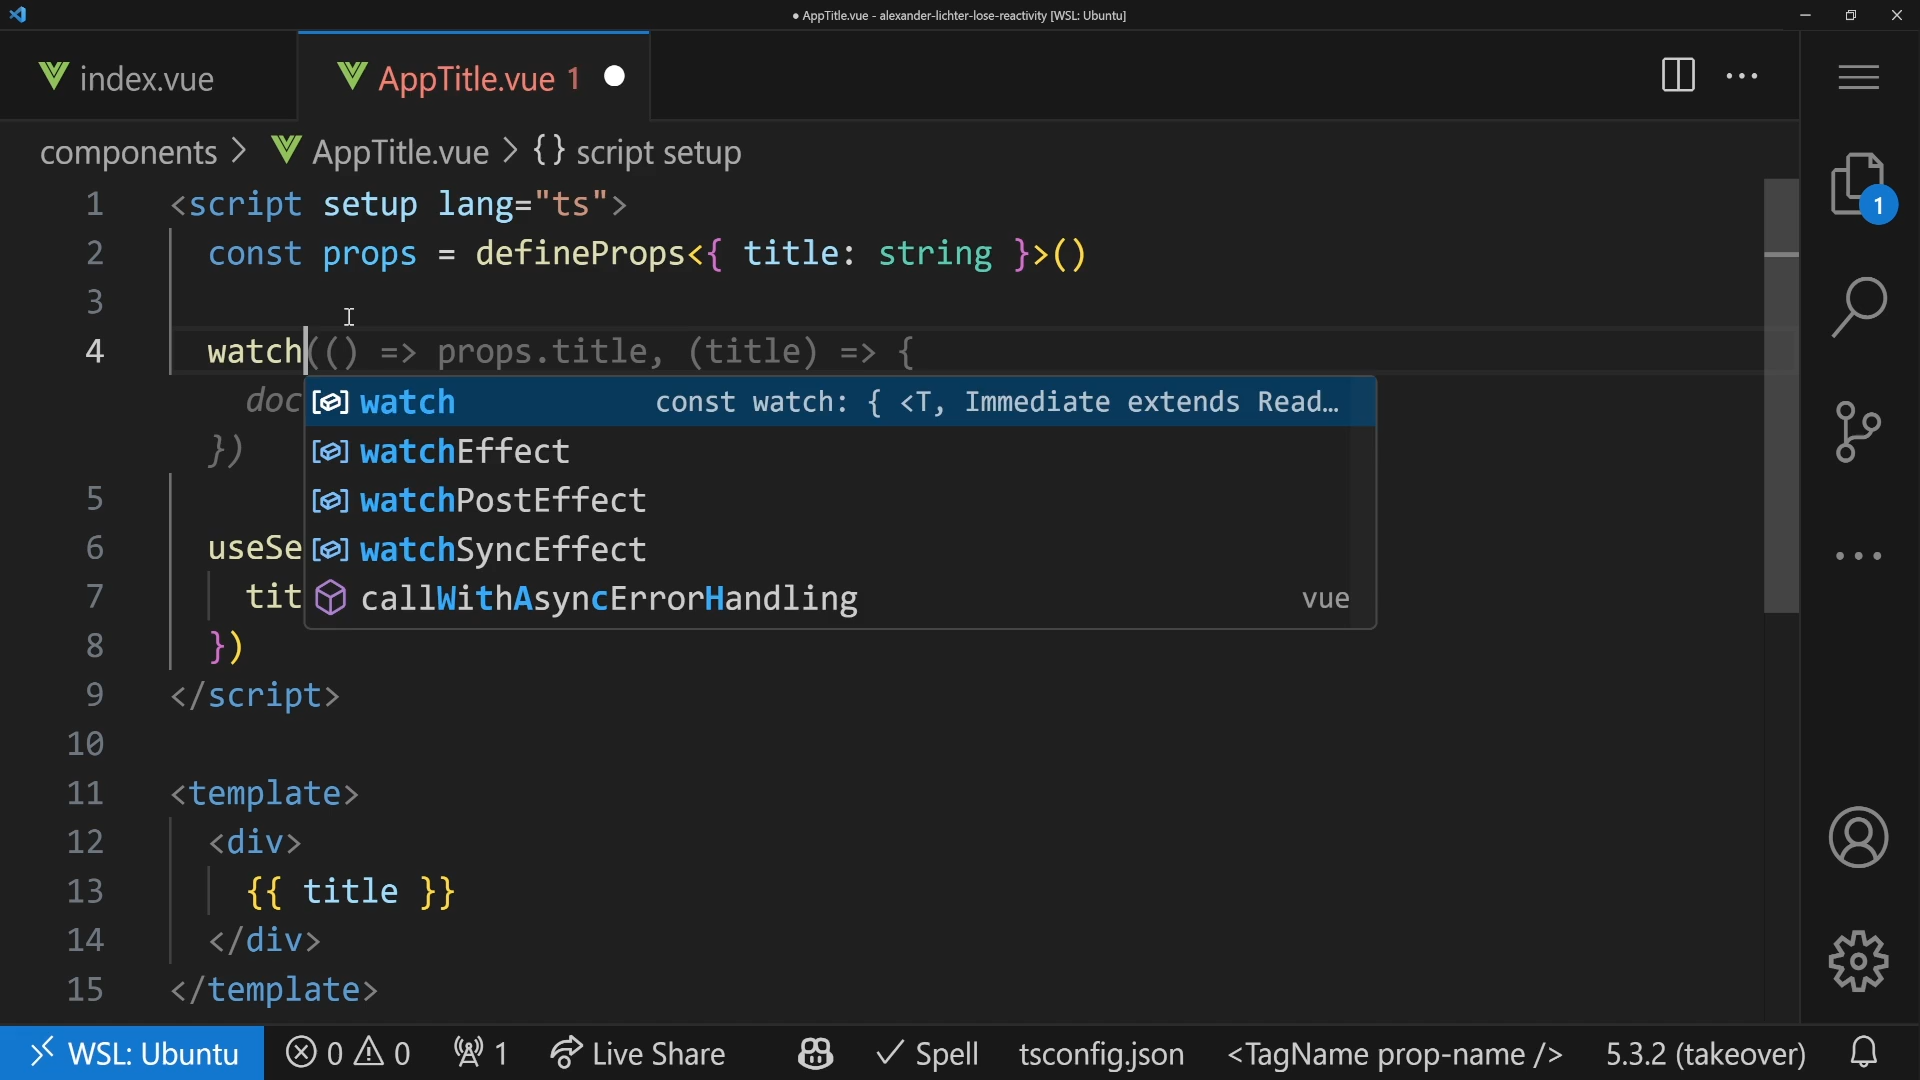 ● AppTitle.vue - alexander-lichter-lose-reactivity [WSL: Ubuntu]
index.vue
AppTitle.vue 1
components > AppTitle.vue > {} script setup
1 <script setup lang="ts">
2 const props = defineProps<{ title: string }>()
3
4 watch(() => props.title, (title) => {
doc
})
watch const watch: { <T, Immediate extends Read…
watchEffect
watchPostEffect
watchSyncEffect
callWithAsyncErrorHandling vue
5
6 useSe
7 tit
8 })
9 </script>
10
11 <template>
12 <div>
13 {{ title }}
14 </div>
15 </template>
1
WSL: Ubuntu 0 0 1 Live Share Spell tsconfig.json <TagName prop-name /> 5.3.2 (takeover)